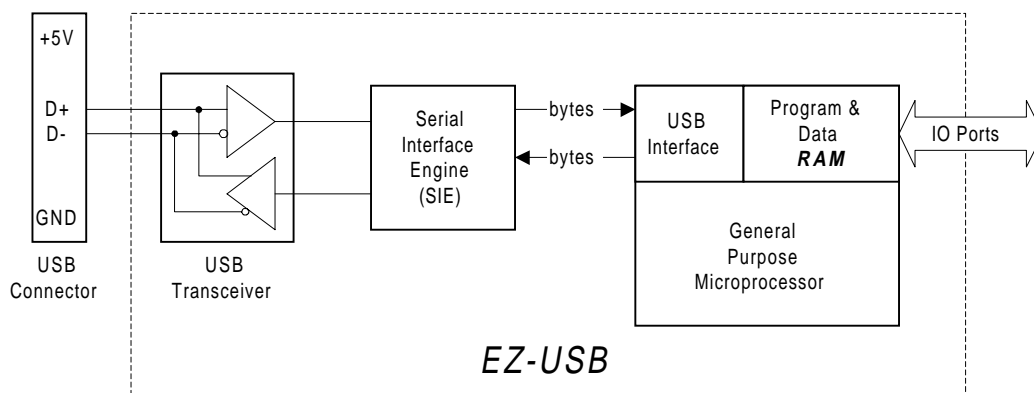 +5V
D+
D-
GND
USB
Connector
USB
Transceiver
Serial
Interface
Engine
(SIE)
bytes
bytes
USB
Interface
Program &
Data
RAM
IO Ports
General
Purpose
Microprocessor
EZ-USB